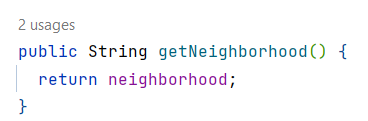 2 usages
public String getNeighborhood() {
  return neighborhood;
}